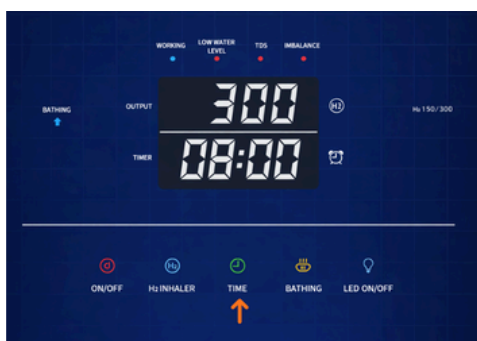 WORKING LOW WATER LEVEL TDS IMBALANCE
BATHING
OUTPUT 300 H2 H₂ 150/300
TIMER 08:00
ON/OFF H₂ INHALER TIME BATHING LED ON/OFF